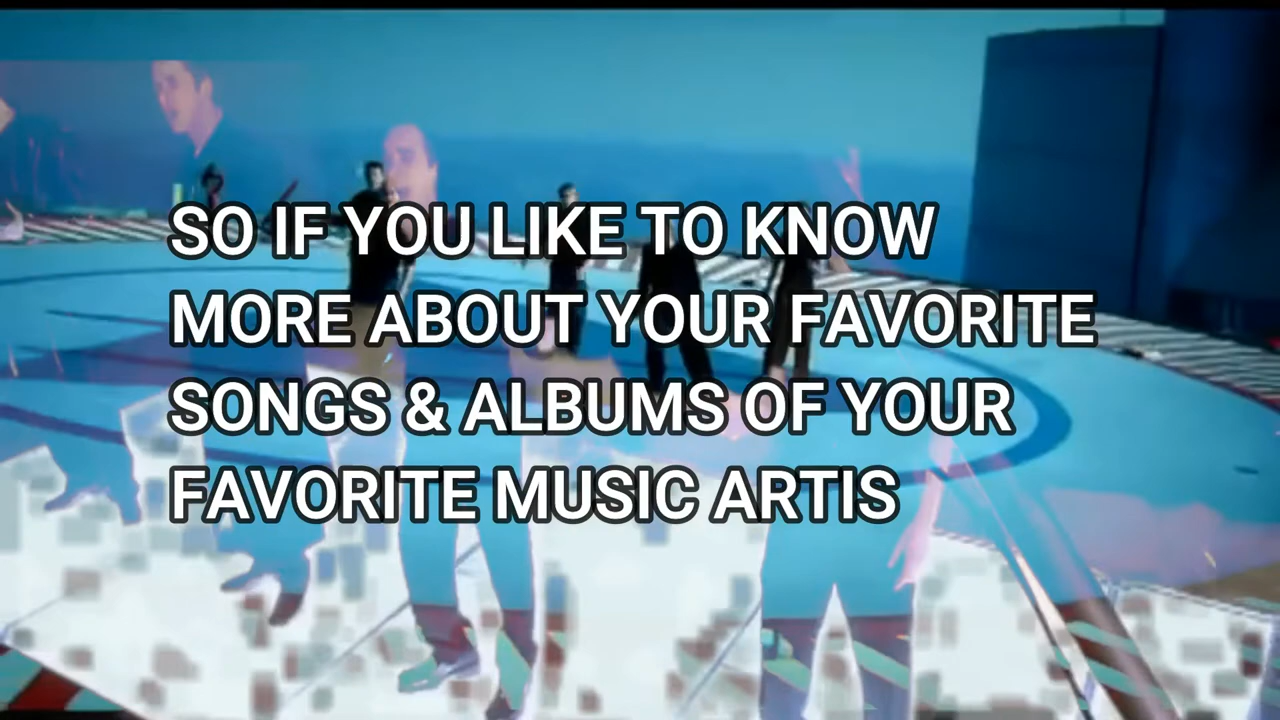 SO IF YOU LIKE TO KNOW
MORE ABOUT YOUR FAVORITE
SONGS & ALBUMS OF YOUR
FAVORITE MUSIC ARTIS